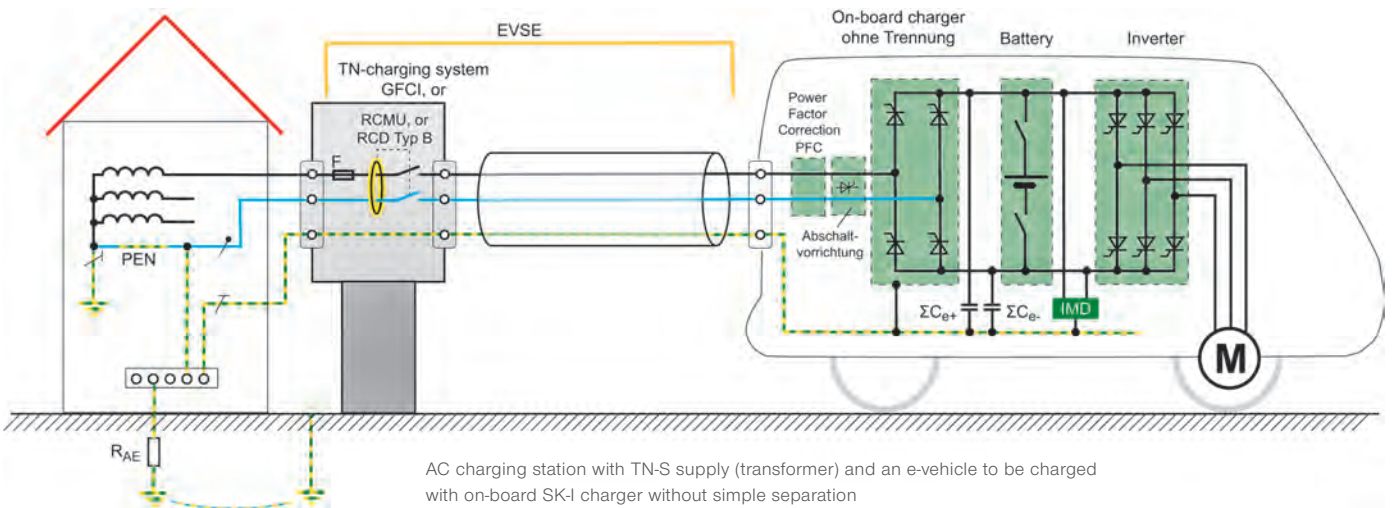 EVSE
TN-charging system
GFCI, or
RCMU, or
RCD Typ B
F
PEN
R_AE
On-board charger
ohne Trennung
Battery
Inverter
Power
Factor
Correction
PFC
Abschalt-
vorrichtung
ΣCe+
ΣCe-
IMD
M
AC charging station with TN-S supply (transformer) and an e-vehicle to be charged
with on-board SK-I charger without simple separation